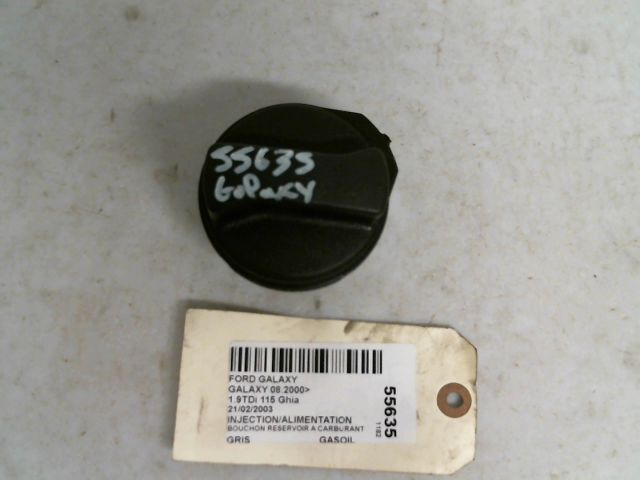 55635
Galaxy
FORD GALAXY
GALAXY 08.2000>
1.9TDi 115 Ghia
21/02/2003
INJECTION/ALIMENTATION
BOUCHON RESERVOIR A CARBURANT
GRIS GASOIL
55635
1182